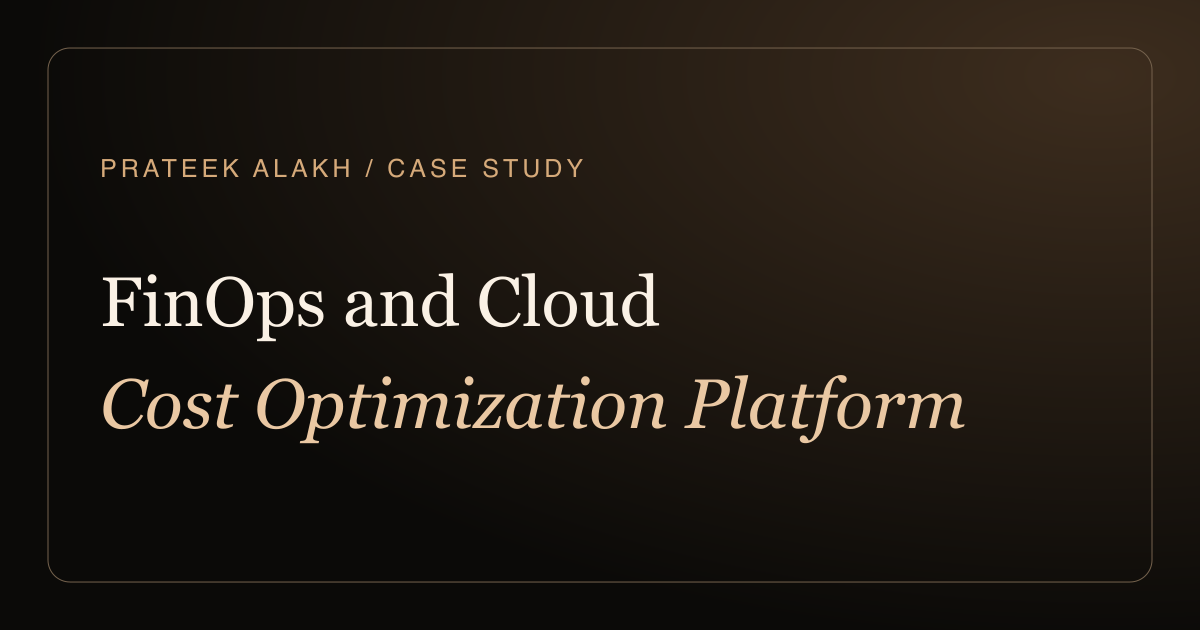 PRATEEK ALAKH / CASE STUDY
FinOps and Cloud
Cost Optimization Platform